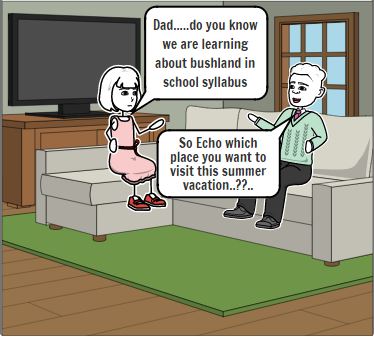 Dad.....do you know
we are learning
about bushland in
school syllabus
So Echo which
place you want to
visit this summer
vacation..??..